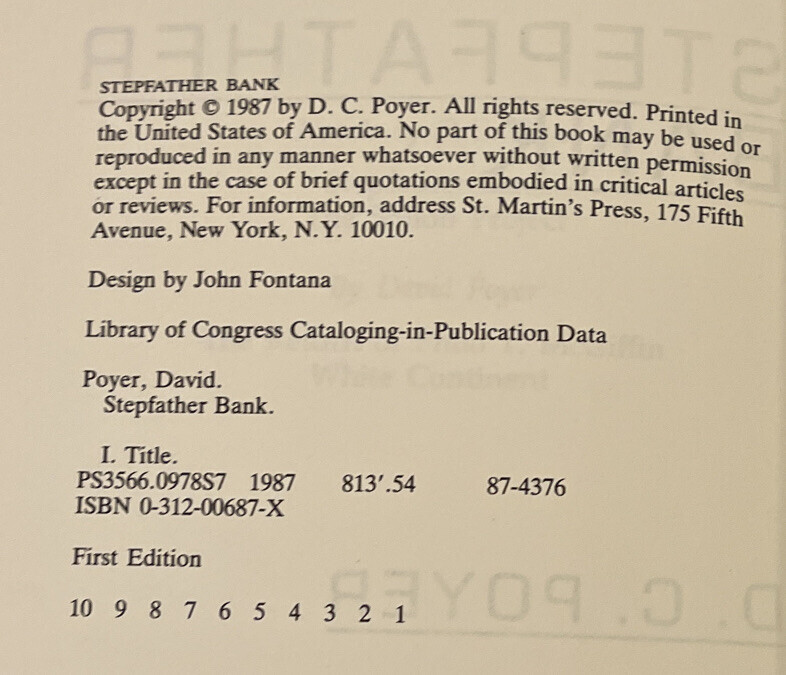 STEPFATHER BANK
Copyright © 1987 by D. C. Poyer. All rights reserved. Printed in
the United States of America. No part of this book may be used or
reproduced in any manner whatsoever without written permission
except in the case of brief quotations embodied in critical articles
or reviews. For information, address St. Martin's Press, 175 Fifth
Avenue, New York, N.Y. 10010.
Design by John Fontana
Library of Congress Cataloging-in-Publication Data
Poyer, David.
Stepfather Bank.
I. Title.
PS3566.0978S7 1987 813′.54 87-4376
ISBN 0-312-00687-X
First Edition
10 9 8 7 6 5 4 3 2 1